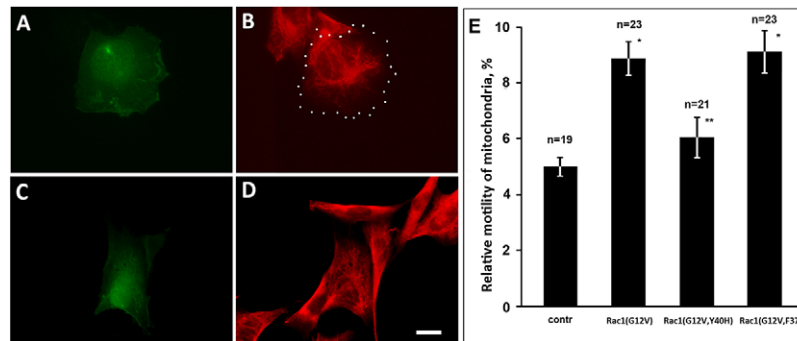 A
B
C
D
E
Relative motility of mitochondria, %
10
8
6
4
2
0
n=19
n=23
*
n=21
**
n=23
*
contr
Rac1(G12V)
Rac1(G12V,Y40H)
Rac1(G12V,F37